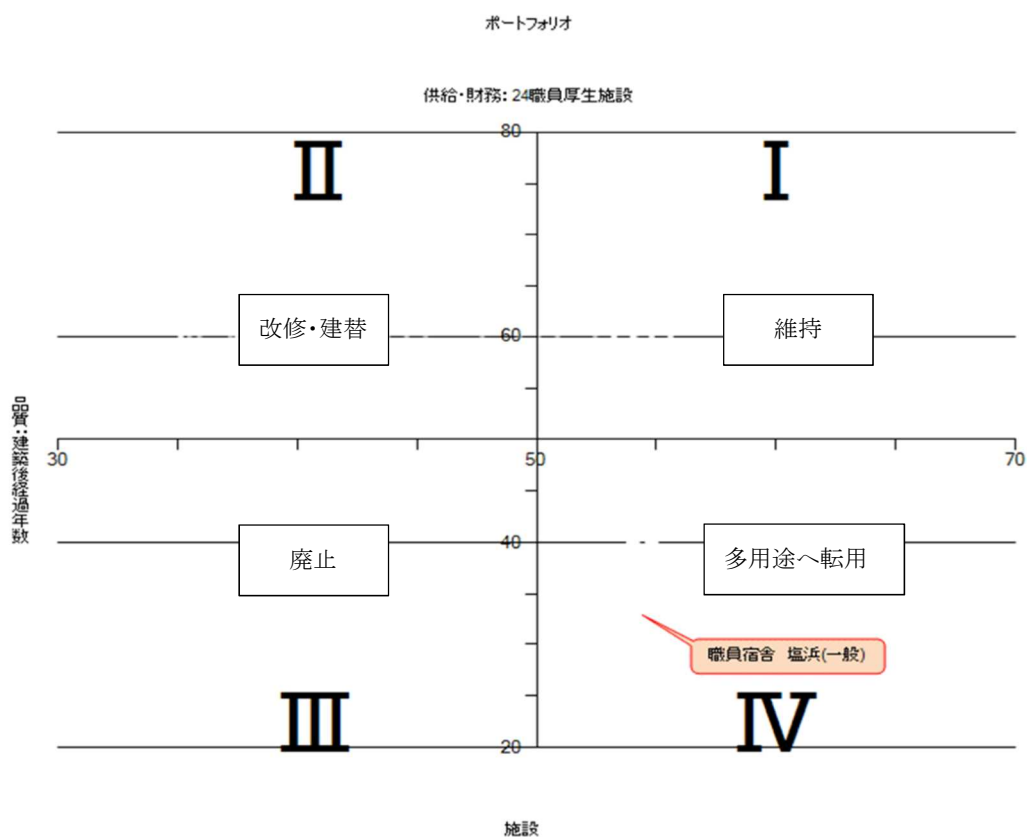 ポートフォリオ
供給・財務: 24職員厚生施設
80
Ⅱ
Ⅰ
改修・建替
60
維持
品質:建築後経過年数
30
50
70
廃止
40
多用途へ転用
職員宿舎 塩浜(一般)
Ⅲ
Ⅳ
20
施設